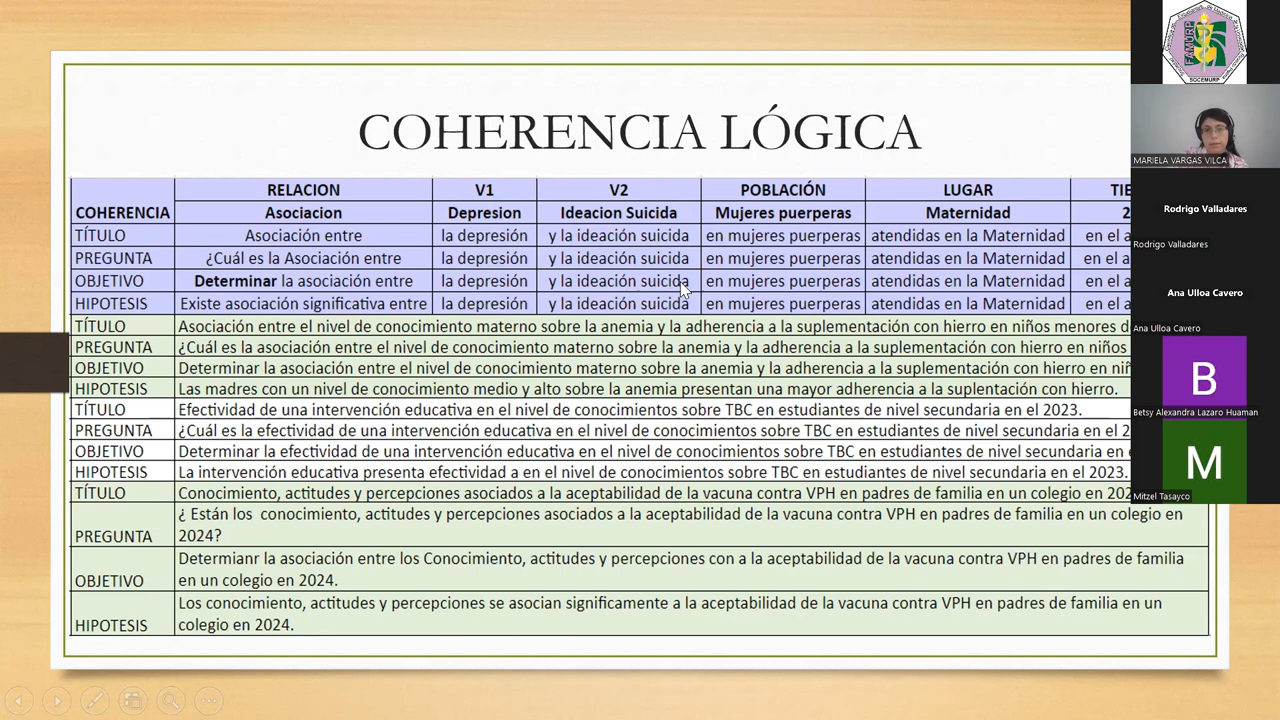 COHERENCIA LÓGICA
COHERENCIA RELACION V1 V2 POBLACIÓN LUGAR
Asociacion Depresion Ideacion Suicida Mujeres puerperas Maternidad
TÍTULO Asociación entre la depresión y la ideación suicida en mujeres puerperas atendidas en la Maternidad en el
PREGUNTA ¿Cuál es la Asociación entre la depresión y la ideación suicida en mujeres puerperas atendidas en la Maternidad en el
OBJETIVO Determinar la asociación entre la depresión y la ideación suicida en mujeres puerperas atendidas en la Maternidad en el
HIPOTESIS Existe asociación significativa entre la depresión y la ideación suicida en mujeres puerperas atendidas en la Maternidad en el
TÍTULO Asociación entre el nivel de conocimiento materno sobre la anemia y la adherencia a la suplementación con hierro en niños menores
PREGUNTA ¿Cuál es la asociación entre el nivel de conocimiento materno sobre la anemia y la adherencia a la suplementación con hierro en niños
OBJETIVO Determinar la asociación entre el nivel de conocimiento materno sobre la anemia y la adherencia a la suplementación con hierro en
HIPOTESIS Las madres con un nivel de conocimiento medio y alto sobre la anemia presentan una mayor adherencia a la suplentación con hierro.
TÍTULO Efectividad de una intervención educativa en el nivel de conocimientos sobre TBC en estudiantes de nivel secundaria en el 2023.
PREGUNTA ¿Cuál es la efectividad de una intervención educativa en el nivel de conocimientos sobre TBC en estudiantes de nivel secundaria en el
OBJETIVO Determinar la efectividad de una intervención educativa en el nivel de conocimientos sobre TBC en estudiantes de nivel secundaria en
HIPOTESIS La intervención educativa presenta efectividad a en el nivel de conocimientos sobre TBC en estudiantes de nivel secundaria en el 2023.
TÍTULO Conocimiento, actitudes y percepciones asociados a la aceptabilidad de la vacuna contra VPH en padres de familia en un colegio en
PREGUNTA ¿ Están los conocimiento, actitudes y percepciones asociados a la aceptabilidad de la vacuna contra VPH en padres de familia en un colegio en
2024?
OBJETIVO Determianr la asociación entre los Conocimiento, actitudes y percepciones con a la aceptabilidad de la vacuna contra VPH en padres de familia
en un colegio en 2024.
HIPOTESIS Los conocimiento, actitudes y percepciones se asocian significamente a la aceptabilidad de la vacuna contra VPH en padres de familia en un
colegio en 2024.
FAMURP
SOCEMURP
MARIELA VARGAS VILCA
Rodrigo Valladares
Rodrigo Valladares
Ana Ulloa Cavero
Ana Ulloa Cavero
B
Betsy Alexandra Lazaro Huaman
M
Mitzel Tasayco